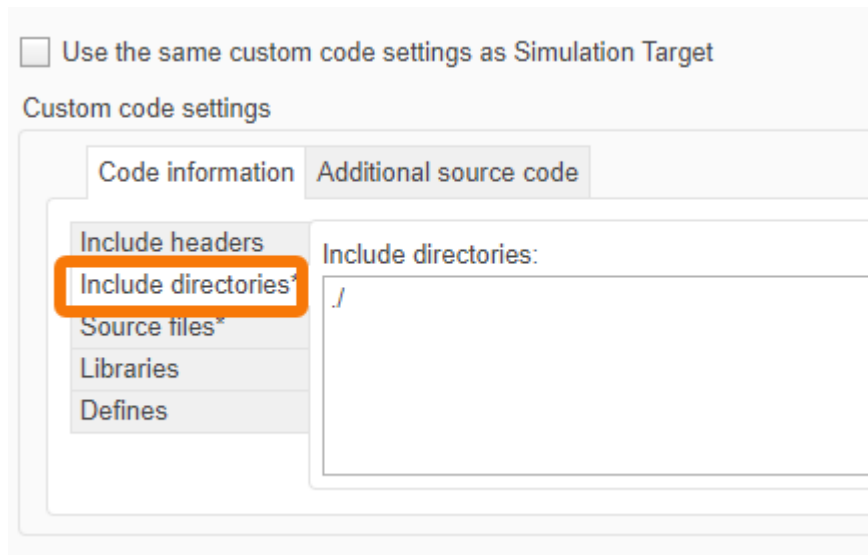 Use the same custom code settings as Simulation Target
Custom code settings
Code information
Additional source code
Include headers
Include directories*
Source files*
Libraries
Defines
Include directories:
./